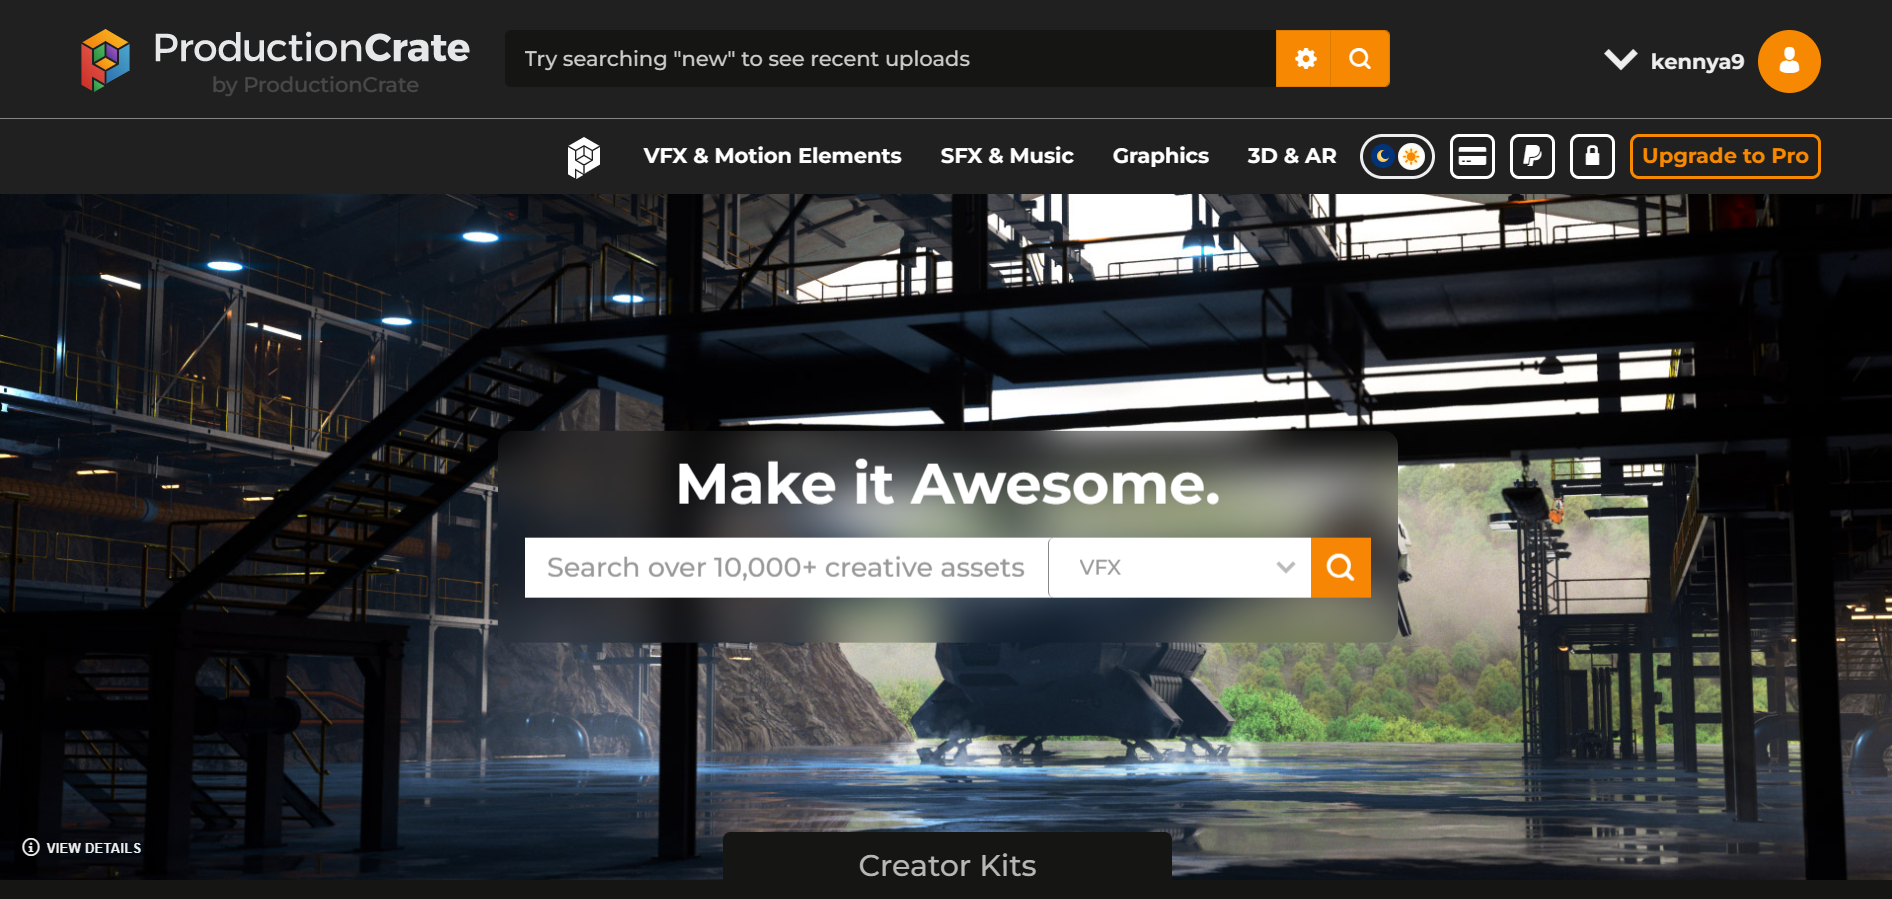 ProductionCrate
by ProductionCrate
Try searching "new" to see recent uploads
kennya9
VFX & Motion Elements
SFX & Music
Graphics
3D & AR
Upgrade to Pro
Make it Awesome.
Search over 10,000+ creative assets
VFX
VIEW DETAILS
Creator Kits